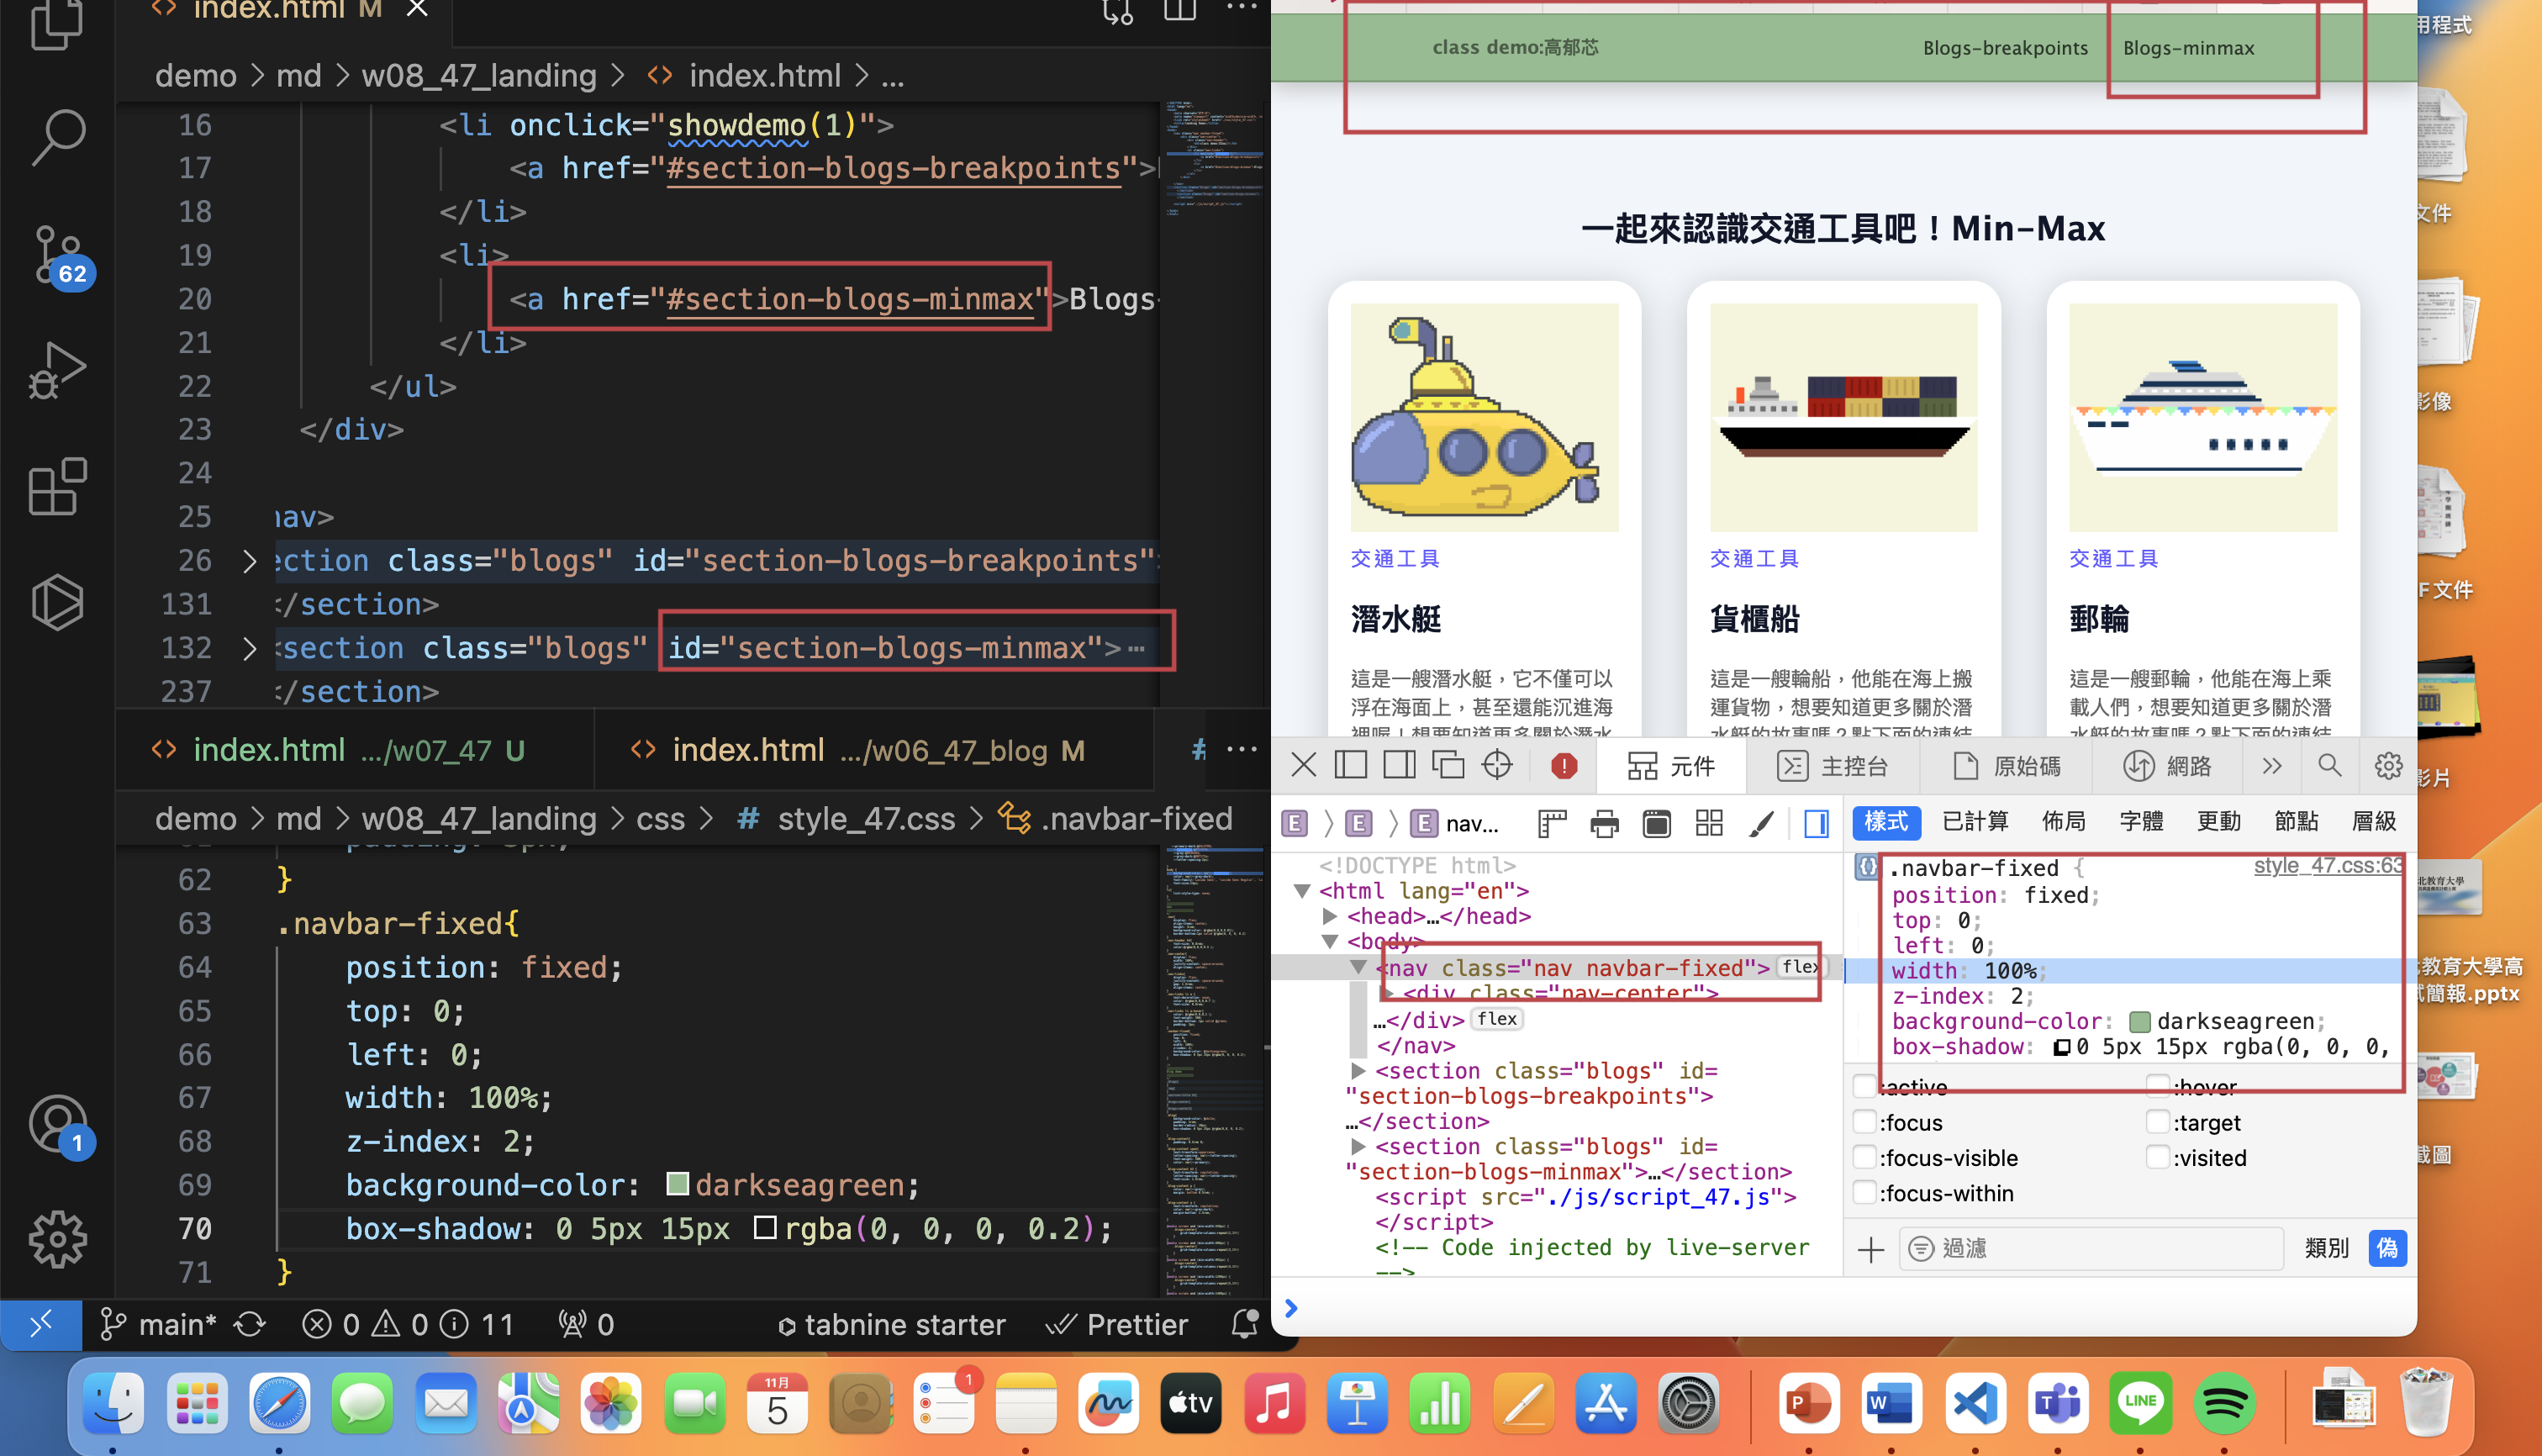 index.html M
demo > md > w08_47_landing > index.html > ...
16 <li onclick="showdemo(1)">
17 <a href="#section-blogs-breakpoints">
18 </li>
19 <li>
20 <a href="#section-blogs-minmax">Blogs-
21 </li>
22 </ul>
23 </div>
24
25 nav>
26 ection class="blogs" id="section-blogs-breakpoints"
131 </section>
132 <section class="blogs" id="section-blogs-minmax">…
237 </section>
62
1
index.html .../w07_47 U
index.html .../w06_47_blog M
#
...
demo > md > w08_47_landing > css > # style_47.css > .navbar-fixed
62 }
63 .navbar-fixed{
64 position: fixed;
65 top: 0;
66 left: 0;
67 width: 100%;
68 z-index: 2;
69 background-color: darkseagreen;
70 box-shadow: 0 5px 15px rgba(0, 0, 0, 0.2);
71 }
main* 0 0 11 0 tabnine starter Prettier
class demo:高郁芯
Blogs-breakpoints
Blogs-minmax
一起來認識交通工具吧！Min-Max
交通工具
潛水艇
這是一艘潛水艇，它不僅可以
浮在海面上，甚至還能沉進海
裡喔！想要知道更多關於潛水
交通工具
貨櫃船
這是一艘輪船，他能在海上搬
運貨物，想要知道更多關於潛
水艇的故事嗎？點下面的連結
交通工具
郵輪
這是一艘郵輪，他能在海上乘
載人們，想要知道更多關於潛
水艇的故事嗎？點下面的連結
元件
主控台
原始碼
網路
E > E > E nav...
樣式 已計算 佈局 字體 更動 節點 層級
<!DOCTYPE html>
<html lang="en">
<head>…</head>
<body>
<nav class="nav navbar-fixed"> flex
<div class="nav-center">
…</div> flex
</nav>
<section class="blogs" id=
"section-blogs-breakpoints">
…</section>
<section class="blogs" id=
"section-blogs-minmax">…</section>
<script src="./js/script_47.js">
</script>
<!-- Code injected by live-server
-->
.navbar-fixed { style_47.css:63
position: fixed;
top: 0;
left: 0;
width: 100%;
z-index: 2;
background-color: darkseagreen;
box-shadow: 0 5px 15px rgba(0, 0, 0,
:active :hover
:focus :target
:focus-visible :visited
:focus-within
過濾
類別
偽
用程式
文件
影像
F 文件
影片
北教育大學
教育大學高
試簡報.pptx
截圖
11月
5
1
tv
P
W
T
LINE